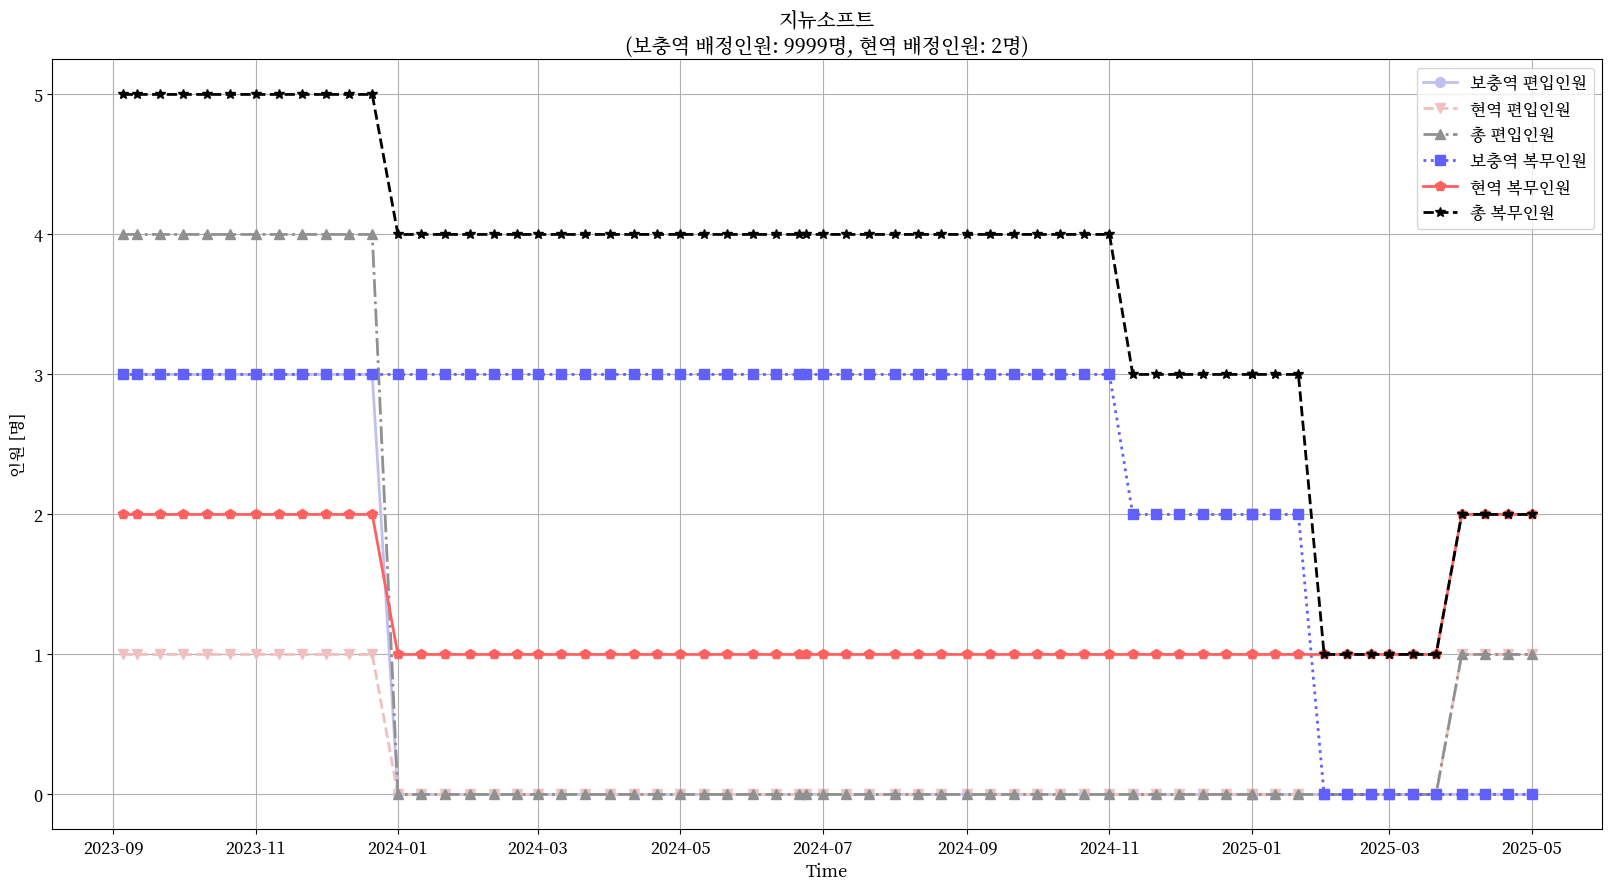 지뉴소프트
(보충역 배정인원: 9999명, 현역 배정인원: 2명)
보충역 편입인원
현역 편입인원
총 편입인원
보충역 복무인원
현역 복무인원
총 복무인원
인원 [명]
5
4
3
2
1
0
2023-09
2023-11
2024-01
2024-03
2024-05
2024-07
2024-09
2024-11
2025-01
2025-03
2025-05
Time